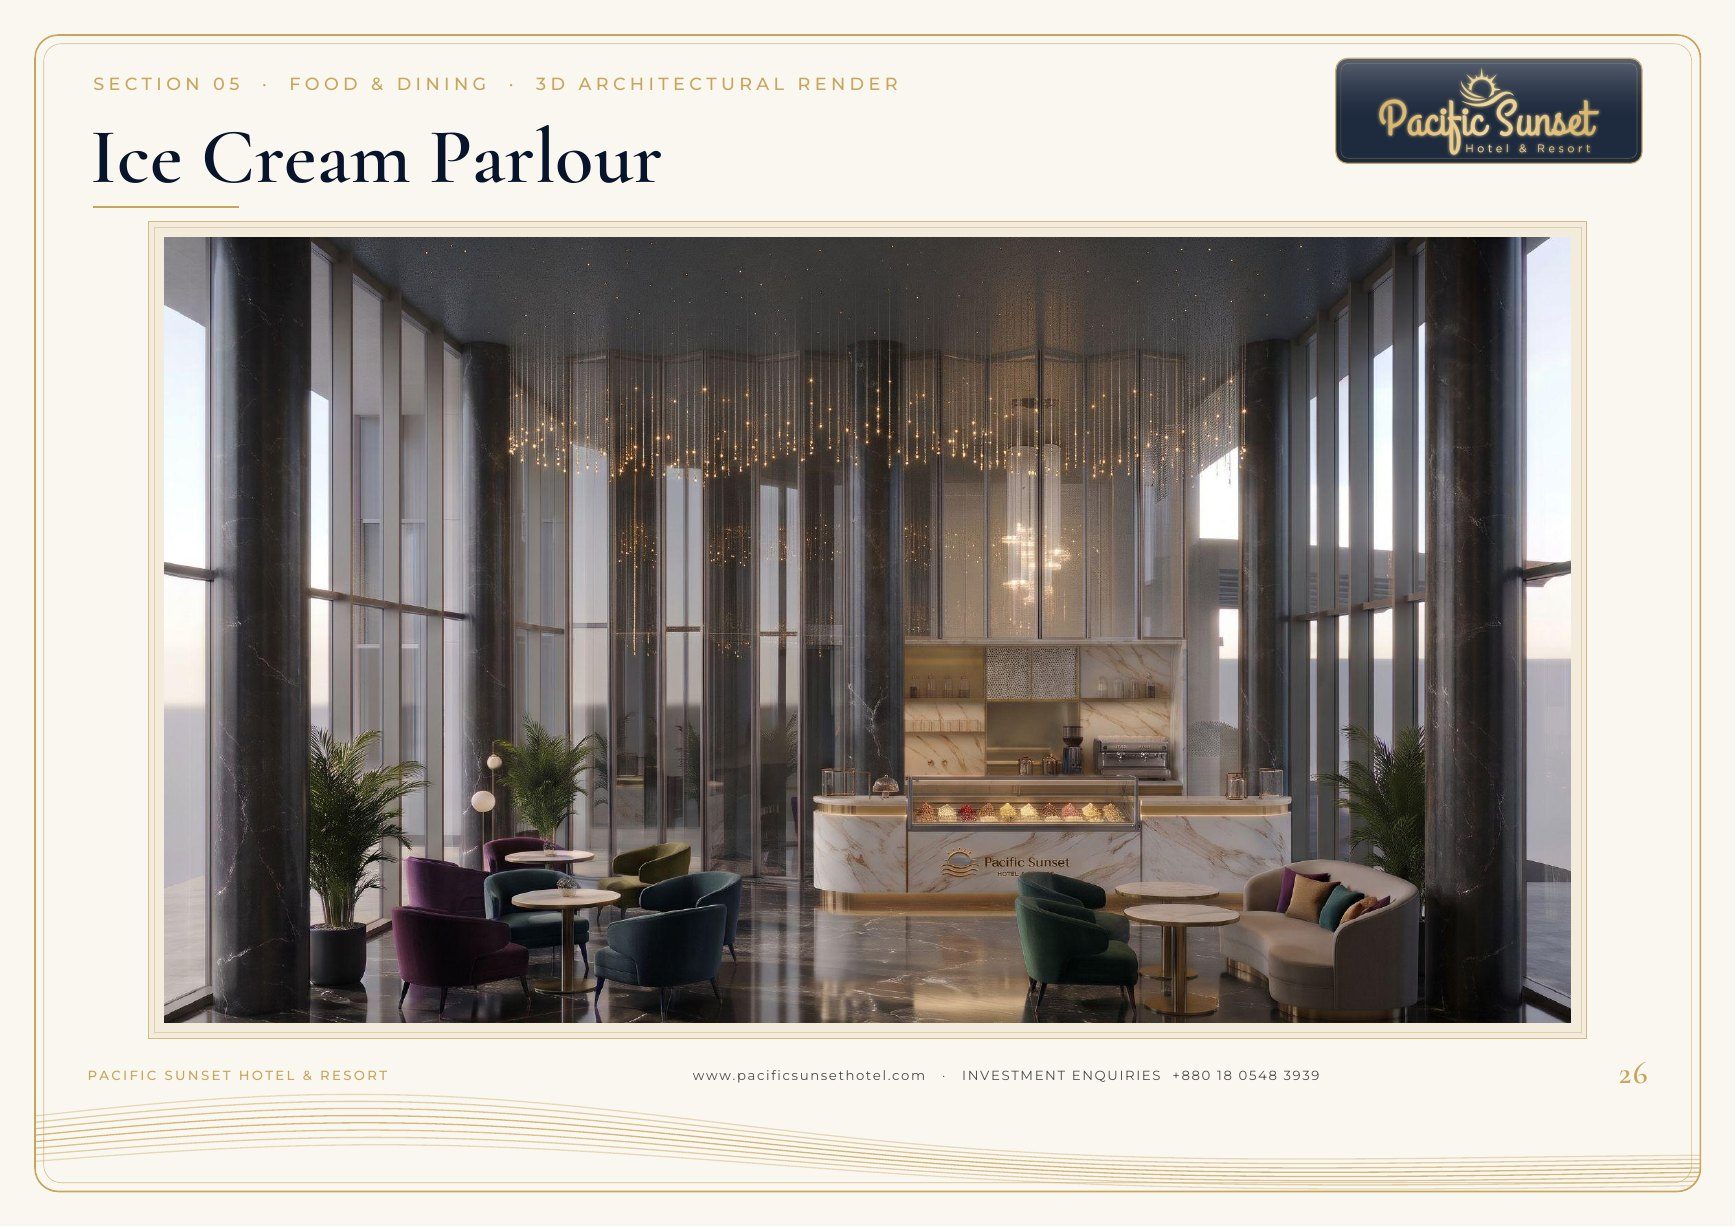 SECTION 05 · FOOD & DINING · 3D ARCHITECTURAL RENDER
Ice Cream Parlour
Pacific Sunset
Hotel & Resort
Pacific Sunset
HOTEL
PACIFIC SUNSET HOTEL & RESORT
www.pacificsunsethotel.com · INVESTMENT ENQUIRIES +880 18 0548 3939
26